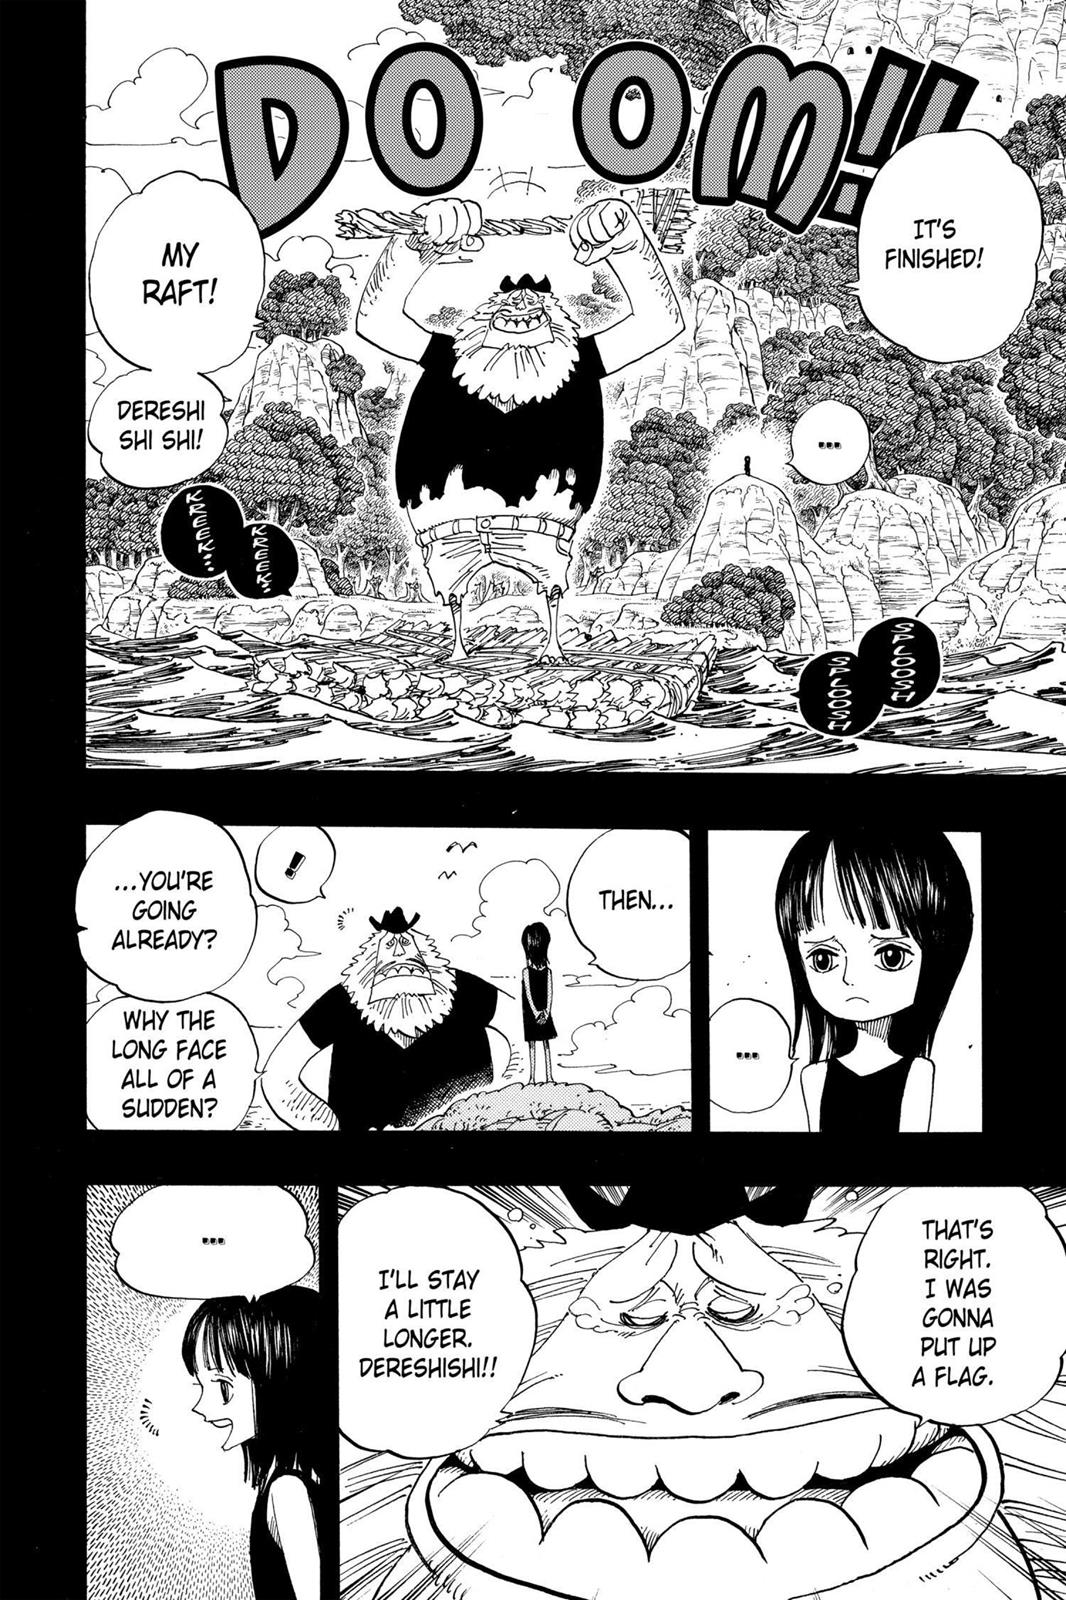 DO OM!!
IT'S
FINISHED!
MY
RAFT!
DERESHI
SHI SHI!
...
KREEK...
KREEK...
SPLOOSH
SPLOOSH
...
THEN...
!
...YOU'RE
GOING
ALREADY?
WHY THE
LONG FACE
ALL OF A
SUDDEN?
THAT'S
RIGHT.
I WAS
GONNA
PUT UP
A FLAG.
I'LL STAY
A LITTLE
LONGER.
DERESHISHI!!
...